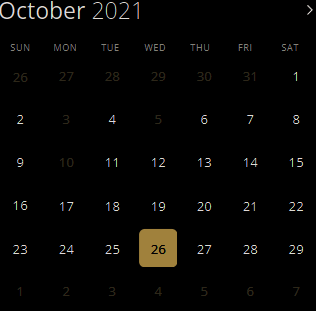 October 2021
SUN MON TUE WED THU FRI SAT
26 27 28 29 30 31 1
2 3 4 5 6 7 8
9 10 11 12 13 14 15
16 17 18 19 20 21 22
23 24 25 26 27 28 29
1 2 3 4 5 6 7